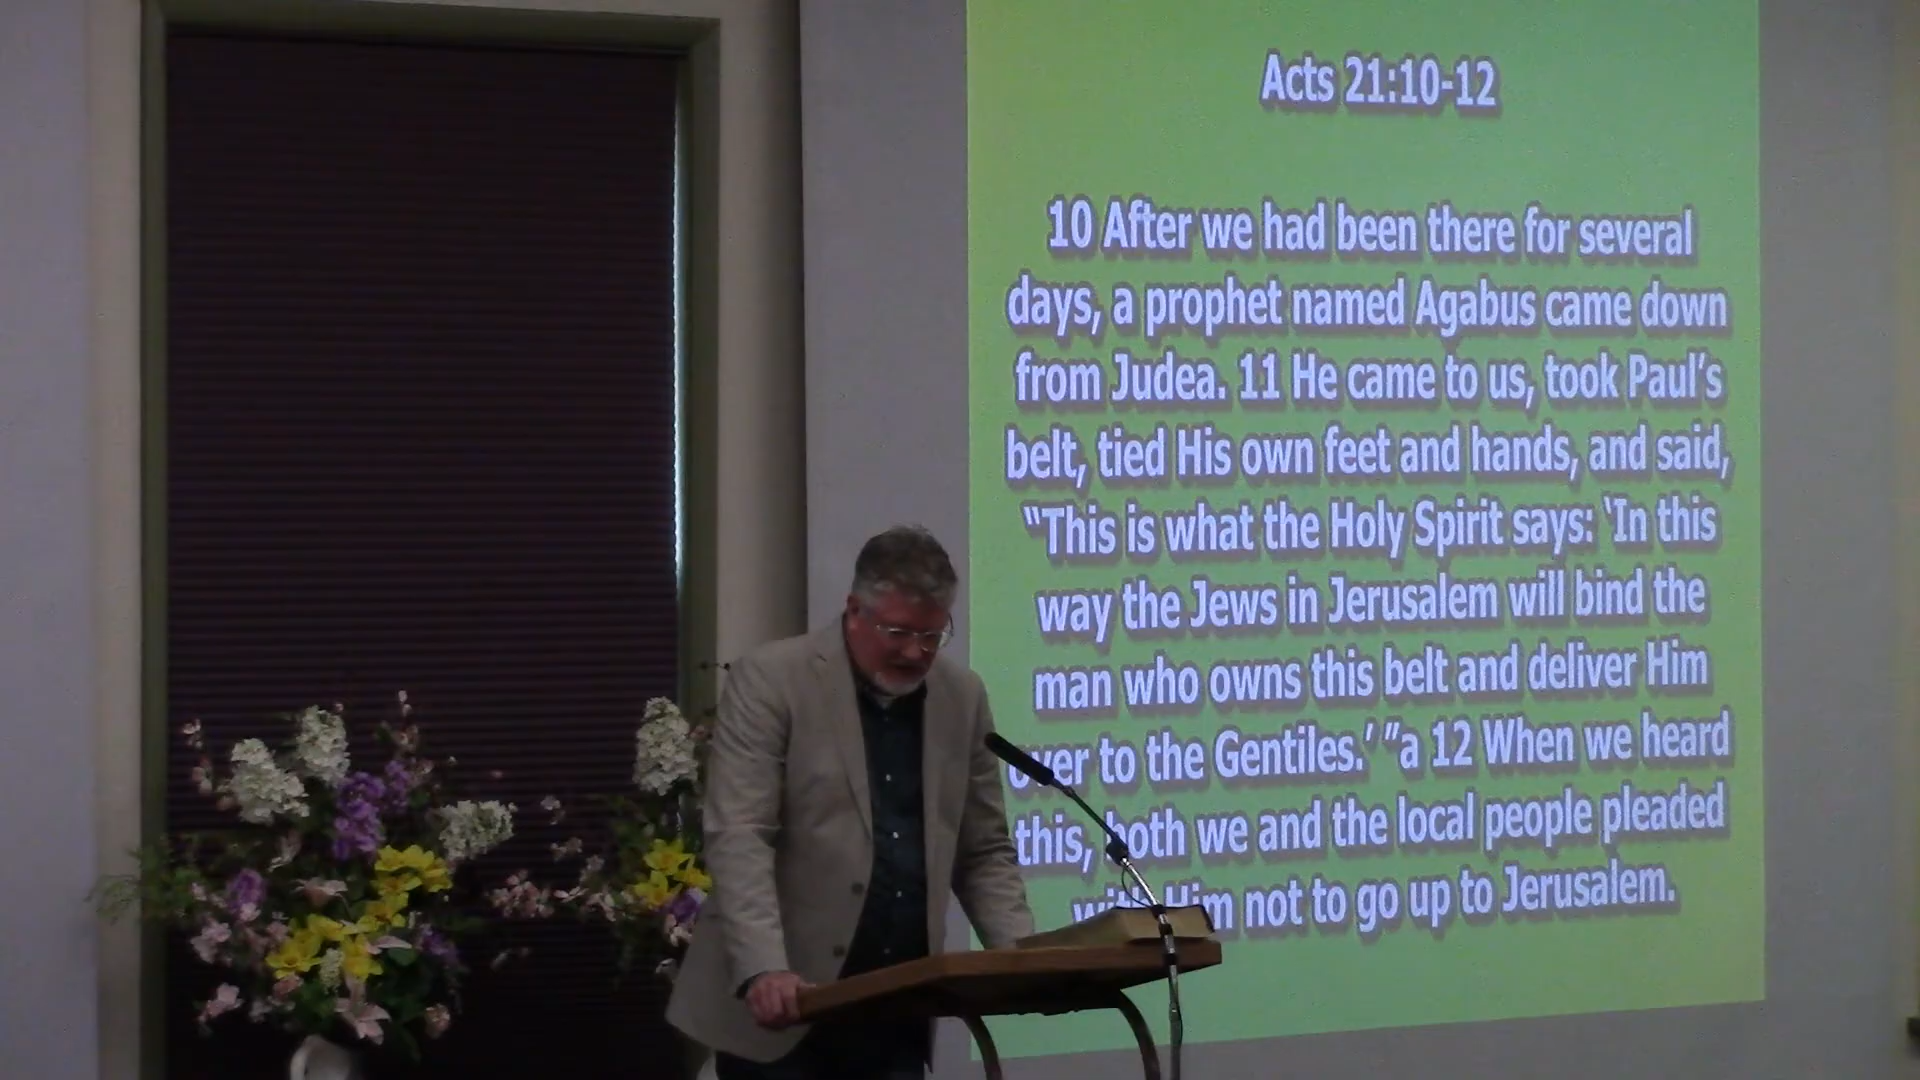 Acts 21:10-12
10 After we had been there for several
days, a prophet named Agabus came down
from Judea. 11 He came to us, took Paul’s
belt, tied His own feet and hands, and said,
“This is what the Holy Spirit says: ‘In this
way the Jews in Jerusalem will bind the
man who owns this belt and deliver Him
over to the Gentiles.’ ”a 12 When we heard
this, both we and the local people pleaded
with Him not to go up to Jerusalem.